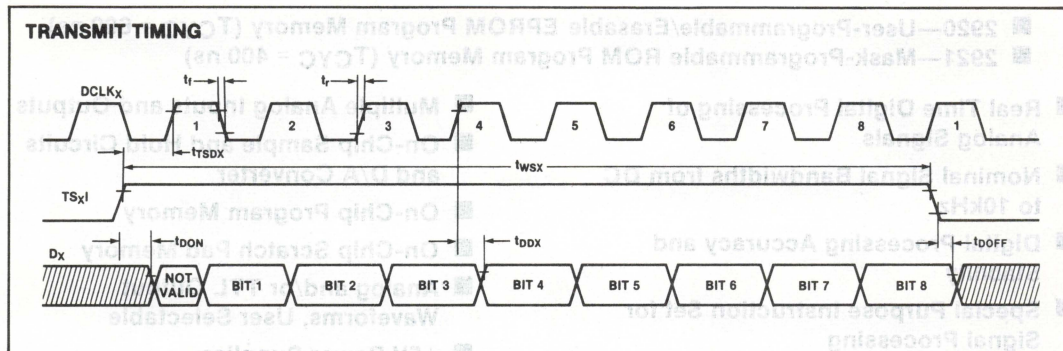 2920—User-Programmable/Erasable EPROM Program Memory
2921—Mask-Programmable ROM Program Memory (TCYC = 400 ns)
TRANSMIT TIMING
tf
tr
DCLKX
1 2 3 4 5 6 7 8
tTSDX
tWSX
TSXI
tDON
tDDX
tDOFF
DX
NOT VALID
BIT 1 BIT 2 BIT 3 BIT 4 BIT 5 BIT 6 BIT 7 BIT 8
Real Time Digital Processing of
Analog Signals
Nominal Signal Bandwidths from DC
to 10kHz
Digital Processing Accuracy and
Special Purpose Instruction Set for
Signal Processing
Multiple Analog Inputs and Outputs
On-Chip Sample and Hold Circuits
and D/A Converter
On-Chip Program Memory
On-Chip Scratch Pad Memory
Analog and/or TTL
Waveforms, User Selectable